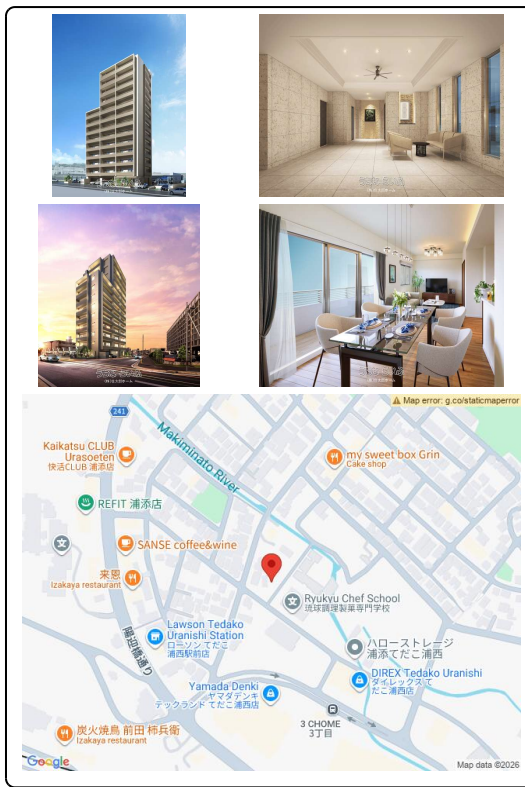 Map error: g.co/staticmaperror
241
Makiminato River
Kaikatsu CLUB
Urasoeten
快活CLUB 浦添店
my sweet box Grin
Cake shop
REFIT 浦添店
SANSE coffee&wine
来恩
Izakaya restaurant
Ryukyu Chef School
琉球調理製菓専門学校
Lawson Tedako
Uranishi Station
ローソン てだこ
浦西駅前店
陽迎橋通り
ハローストレージ
浦添てだこ浦西
DIREX Tedako Uranishi
ダイレックス て
だこ浦西店
Yamada Denki
ヤマダデンキ
テックランド てだこ浦西店
3 CHOME
3丁目
炭火焼鳥 前田 柿兵衛
Izakaya restaurant
Google
Map data ©2026